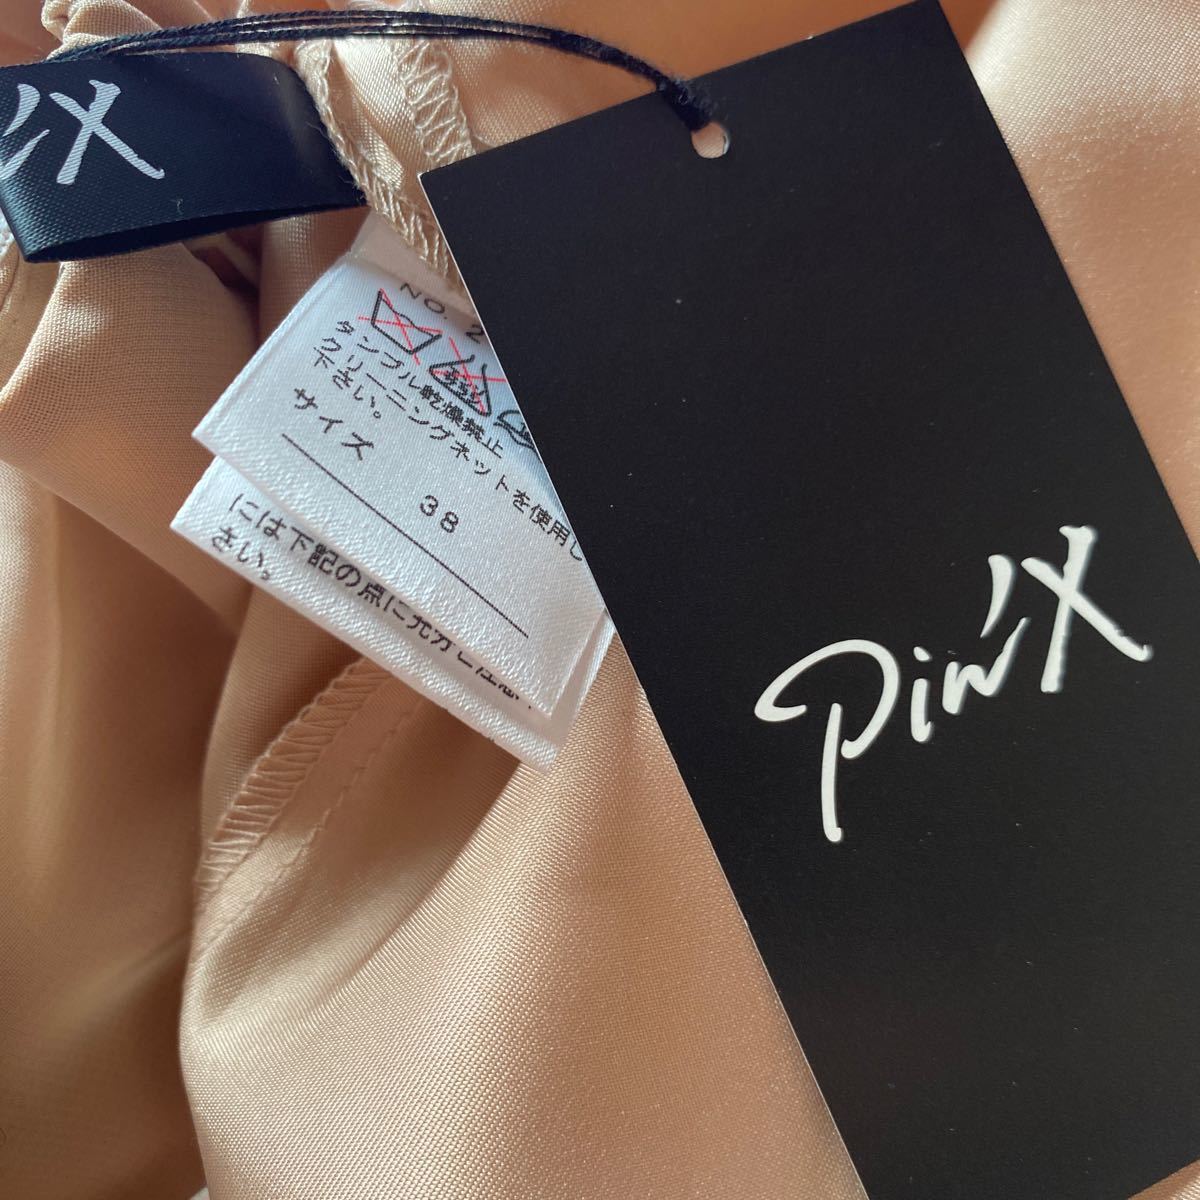 Pin'X
NO. 2
タンブル乾燥禁止
クリーニングネットを使用し
下さい。
サイズ
38
には下記の点に充分ご注意
さい。